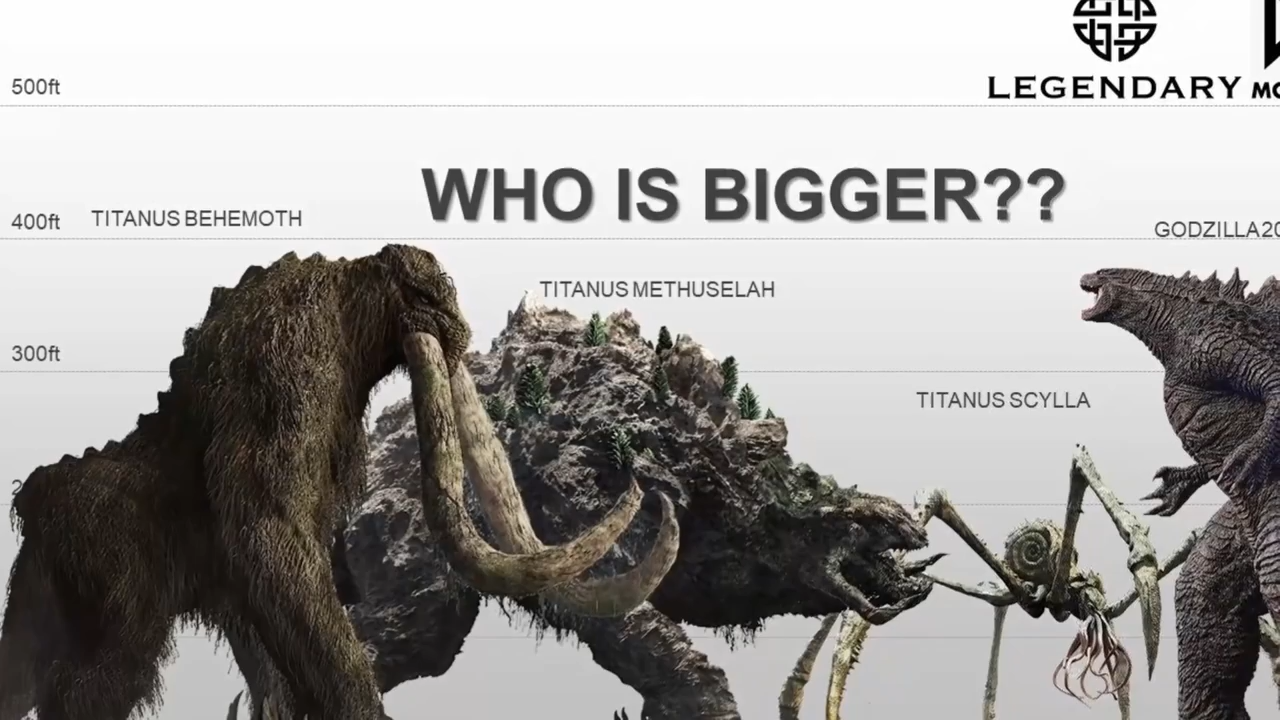 500ft
LEGENDARY
WHO IS BIGGER??
400ft
TITANUS BEHEMOTH
TITANUS METHUSELAH
300ft
TITANUS SCYLLA